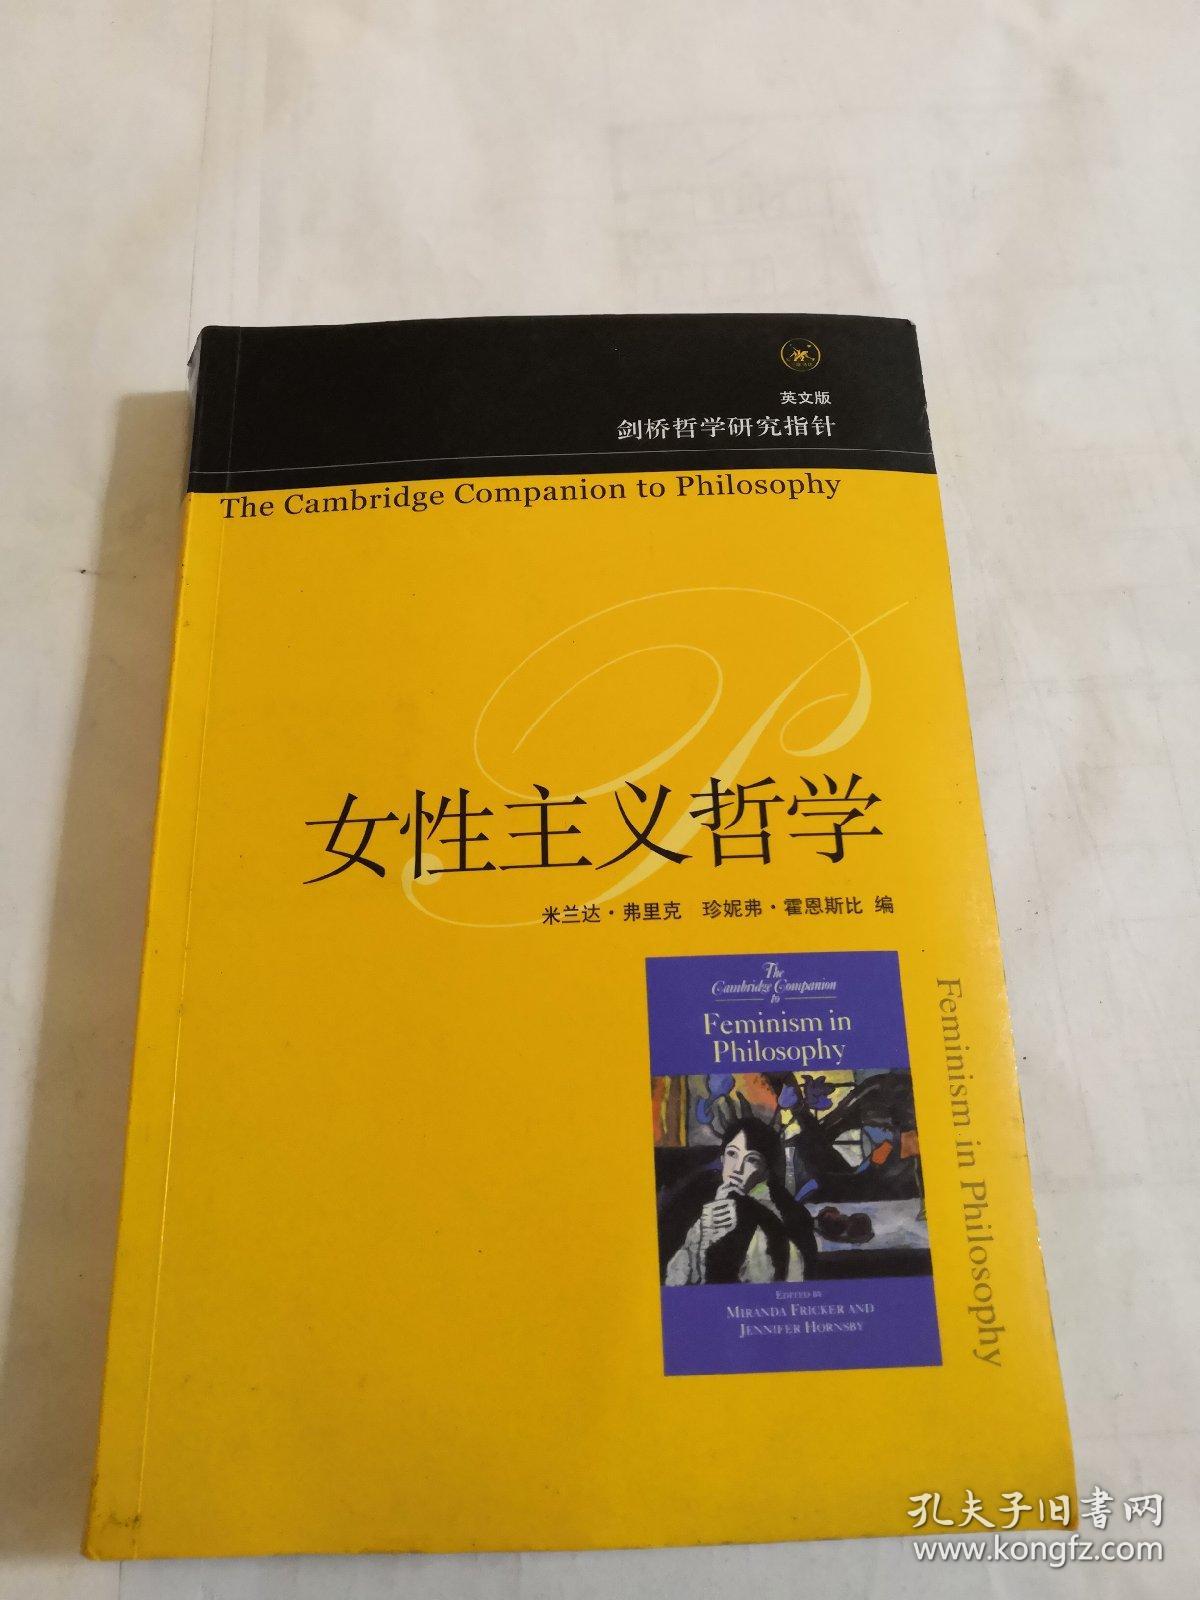 英文版
剑桥哲学研究指针
The Cambridge Companion to Philosophy
女性主义哲学
米兰达·弗里克 珍妮弗·霍恩斯比 编
The
Cambridge Companion
to
Feminism in
Philosophy
EDITED BY
MIRANDA FRICKER AND
JENNIFER HORNSBY
Feminism in Philosophy
孔夫子旧书网
www.kongfz.com